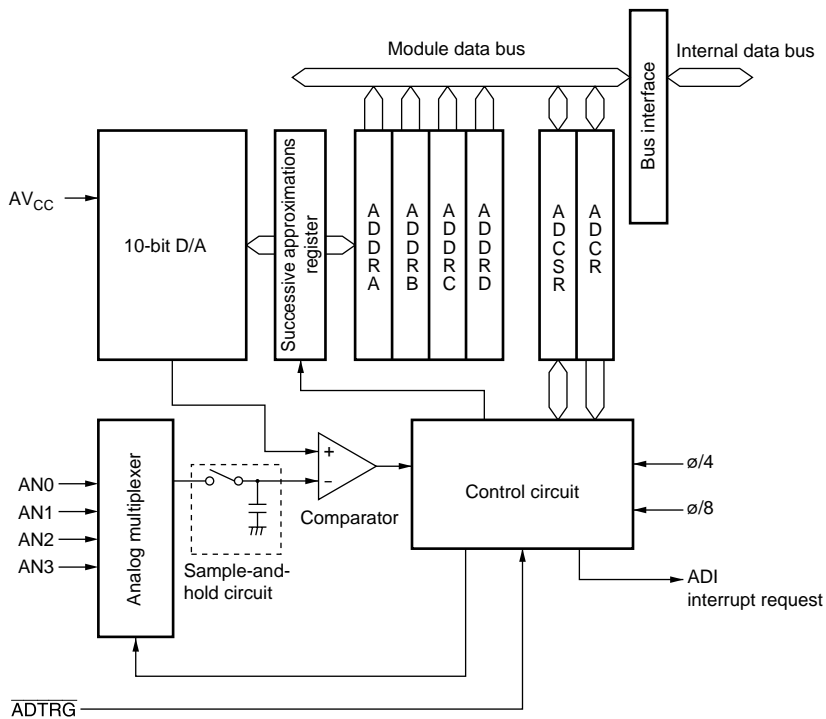 Module data bus
Internal data bus
Bus interface
AVCC
10-bit D/A
Successive approximations
register
ADDRA
ADDRB
ADDRC
ADDRD
ADCSR
ADCR
AN0
AN1
AN2
AN3
Analog multiplexer
Sample-and-
hold circuit
+
−
Comparator
Control circuit
ø/4
ø/8
ADI
interrupt request
ADTRG